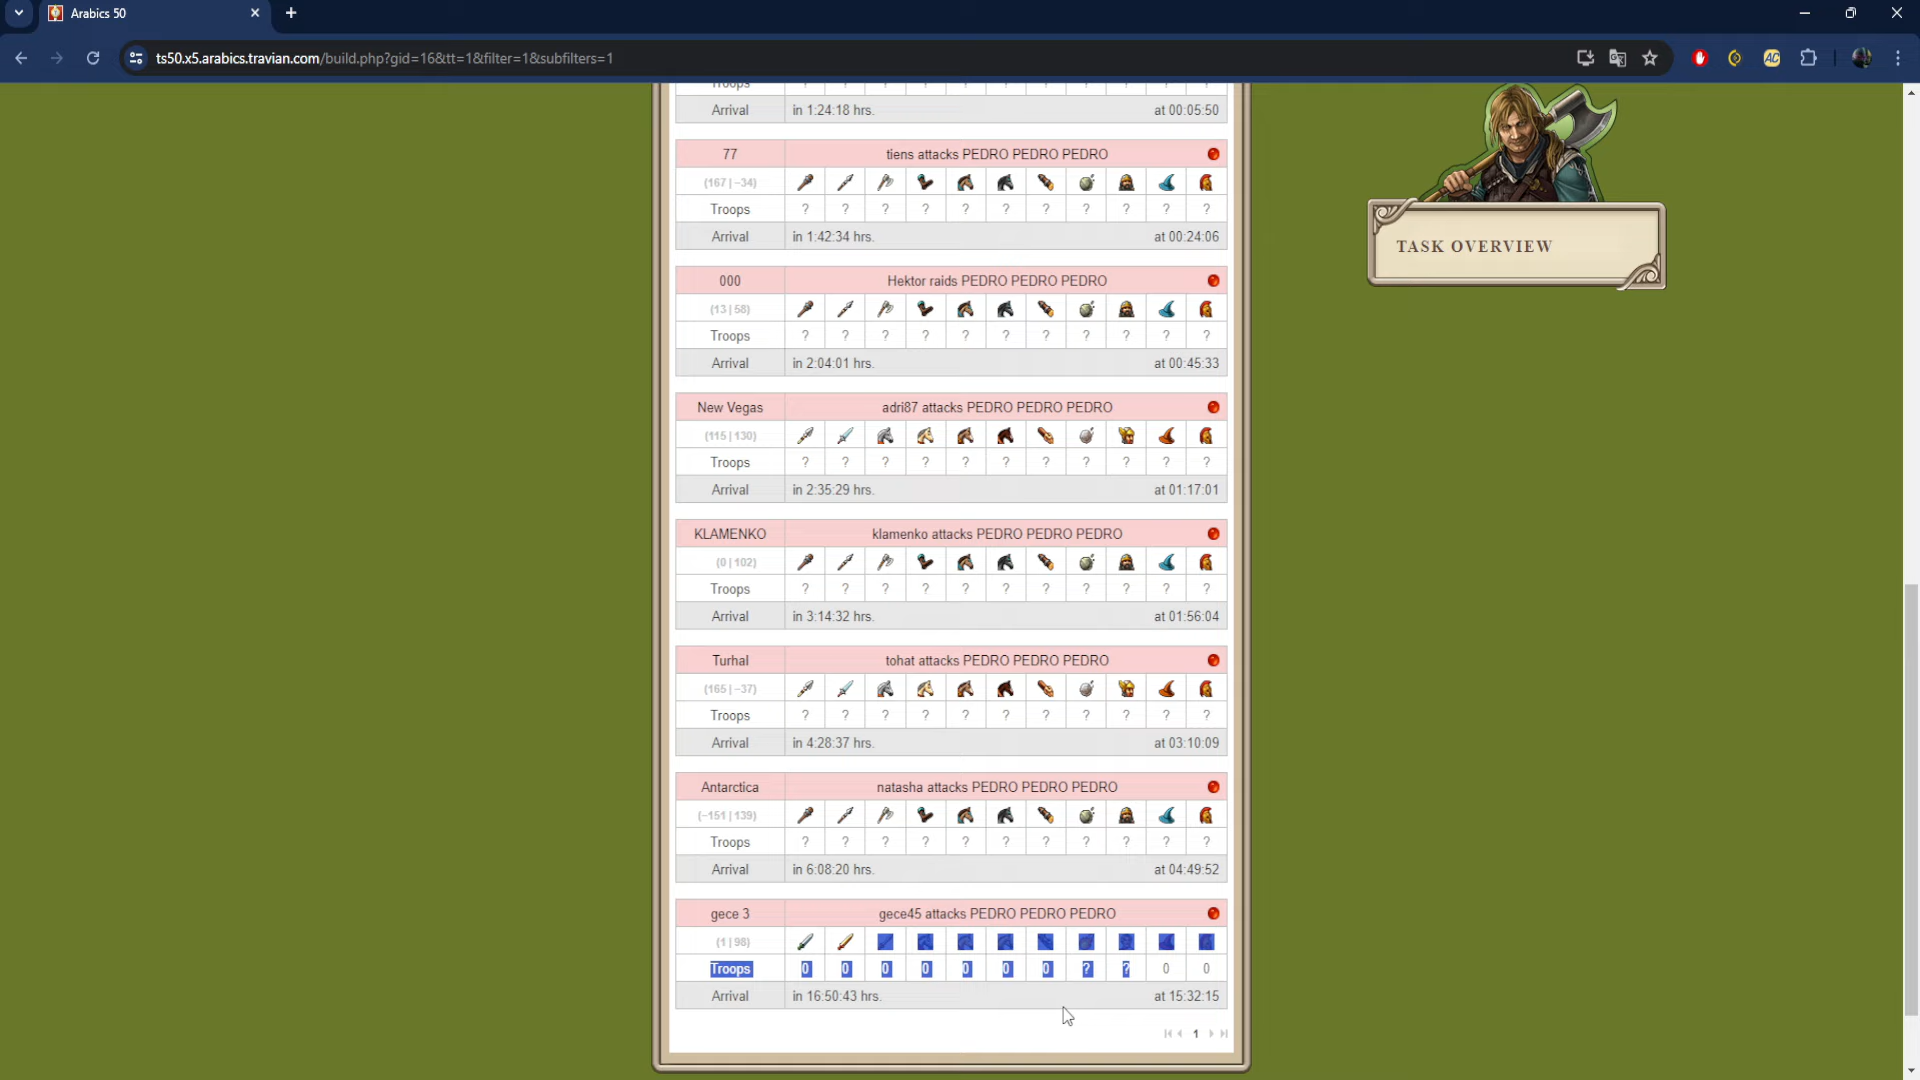 Arabics 50
ts50.x5.arabics.travian.com/build.php?gid=16&tt=1&filter=1&subfilters=1
Troops ? ? ? ? ? ? ? ? ? ? ?
Arrival in 1:24:18 hrs. at 00:05:50
77 tiens attacks PEDRO PEDRO PEDRO
(167|−34)
Troops ? ? ? ? ? ? ? ? ? ? ?
Arrival in 1:42:34 hrs. at 00:24:06
000 Hektor raids PEDRO PEDRO PEDRO
(13|58)
Troops ? ? ? ? ? ? ? ? ? ? ?
Arrival in 2:04:01 hrs. at 00:45:33
New Vegas adri87 attacks PEDRO PEDRO PEDRO
(115|130)
Troops ? ? ? ? ? ? ? ? ? ? ?
Arrival in 2:35:29 hrs. at 01:17:01
KLAMENKO klamenko attacks PEDRO PEDRO PEDRO
(0|102)
Troops ? ? ? ? ? ? ? ? ? ? ?
Arrival in 3:14:32 hrs. at 01:56:04
Turhal tohat attacks PEDRO PEDRO PEDRO
(165|−37)
Troops ? ? ? ? ? ? ? ? ? ? ?
Arrival in 4:28:37 hrs. at 03:10:09
Antarctica natasha attacks PEDRO PEDRO PEDRO
(−151|139)
Troops ? ? ? ? ? ? ? ? ? ? ?
Arrival in 6:08:20 hrs. at 04:49:52
gece 3 gece45 attacks PEDRO PEDRO PEDRO
(1|98)
Troops 0 0 0 0 0 0 0 ? ? 0 0
Arrival in 16:50:43 hrs. at 15:32:15
1
TASK OVERVIEW